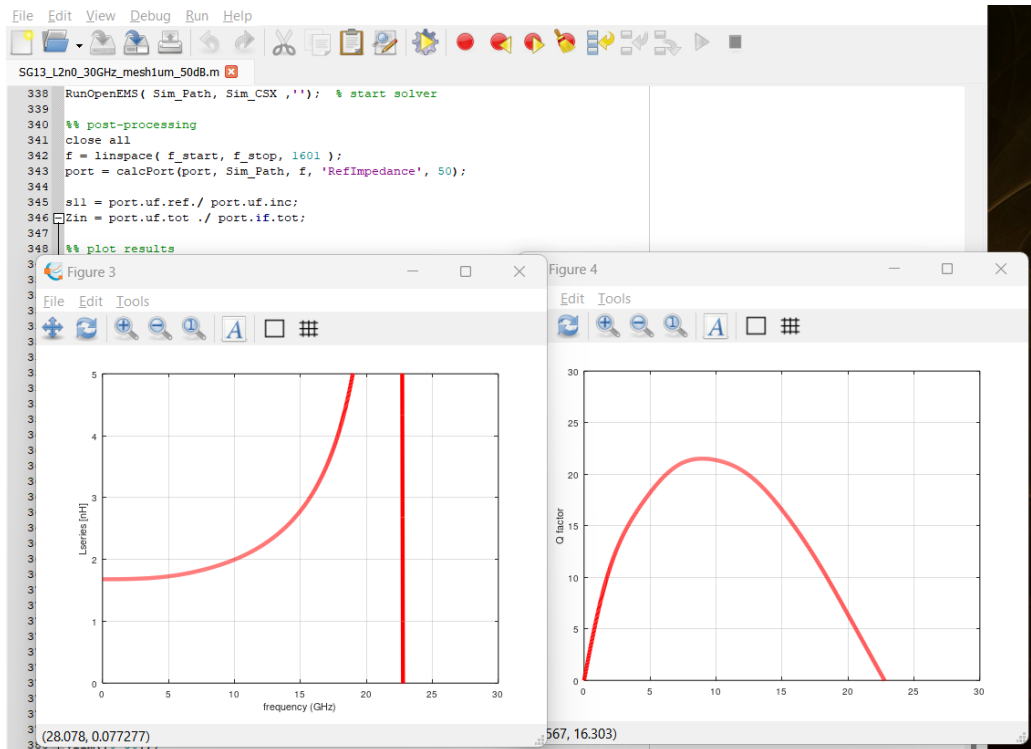 File Edit View Debug Run Help
SG13_L2n0_30GHz_mesh1um_50dB.m
338 RunOpenEMS( Sim_Path, Sim_CSX ,''); % start solver
339
340 %% post-processing
341 close all
342 f = linspace( f_start, f_stop, 1601 );
343 port = calcPort(port, Sim_Path, f, 'RefImpedance', 50);
344
345 s11 = port.uf.ref./ port.uf.inc;
346 Zin = port.uf.tot ./ port.if.tot;
347
348 %% plot results
Figure 3
File Edit Tools
A
5
4
3
2
1
0
Lseries [nH]
0 5 10 15 20 25 30
frequency (GHz)
(28.078, 0.077277)
Figure 4
Edit Tools
A
30
25
20
15
10
5
0
Q factor
0 5 10 15 20 25 30
567, 16.303)